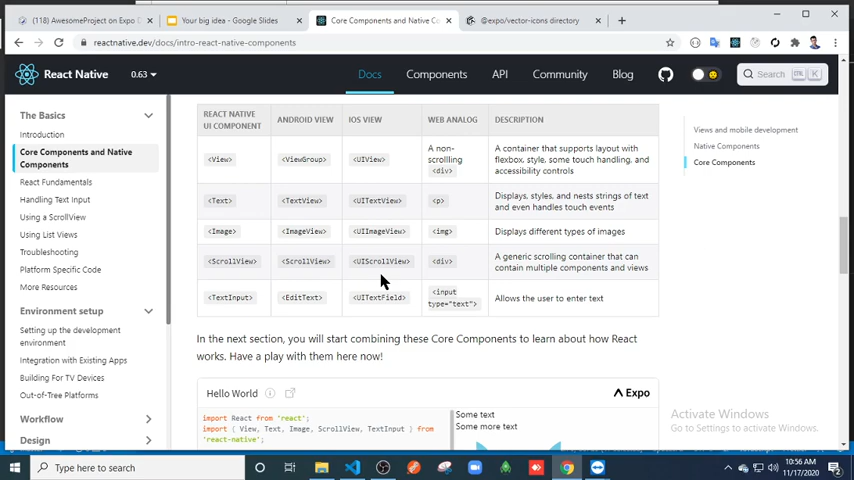 (118) AwesomeProject on Expo D
Your big idea - Google Slides
Core Components and Native Co
@expo/vector-icons directory
reactnative.dev/docs/intro-react-native-components
React Native
0.63
Docs
Components
API
Community
Blog
Search
CTRL
K
The Basics
Introduction
Core Components and Native
Components
React Fundamentals
Handling Text Input
Using a ScrollView
Using List Views
Troubleshooting
Platform Specific Code
More Resources
Environment setup
Setting up the development
environment
Integration with Existing Apps
Building For TV Devices
Out-of-Tree Platforms
Workflow
Design
REACT NATIVE
UI COMPONENT
ANDROID VIEW
IOS VIEW
WEB ANALOG
DESCRIPTION
<View>
<ViewGroup>
<UIView>
A non-
scrollling
<div>
A container that supports layout with
flexbox, style, some touch handling, and
accessibility controls
<Text>
<TextView>
<UITextView>
<p>
Displays, styles, and nests strings of text
and even handles touch events
<Image>
<ImageView>
<UIImageView>
<img>
Displays different types of images
<ScrollView>
<ScrollView>
<UIScrollView>
<div>
A generic scrolling container that can
contain multiple components and views
<TextInput>
<EditText>
<UITextField>
<input
type="text">
Allows the user to enter text
In the next section, you will start combining these Core Components to learn about how React
works. Have a play with them here now!
Hello World
Expo
import React from 'react';
import { View, Text, Image, ScrollView, TextInput } from
'react-native';
Some text
Some more text
Views and mobile development
Native Components
Core Components
Activate Windows
Go to Settings to activate Windows.
Type here to search
10:56 AM
11/17/2020
2